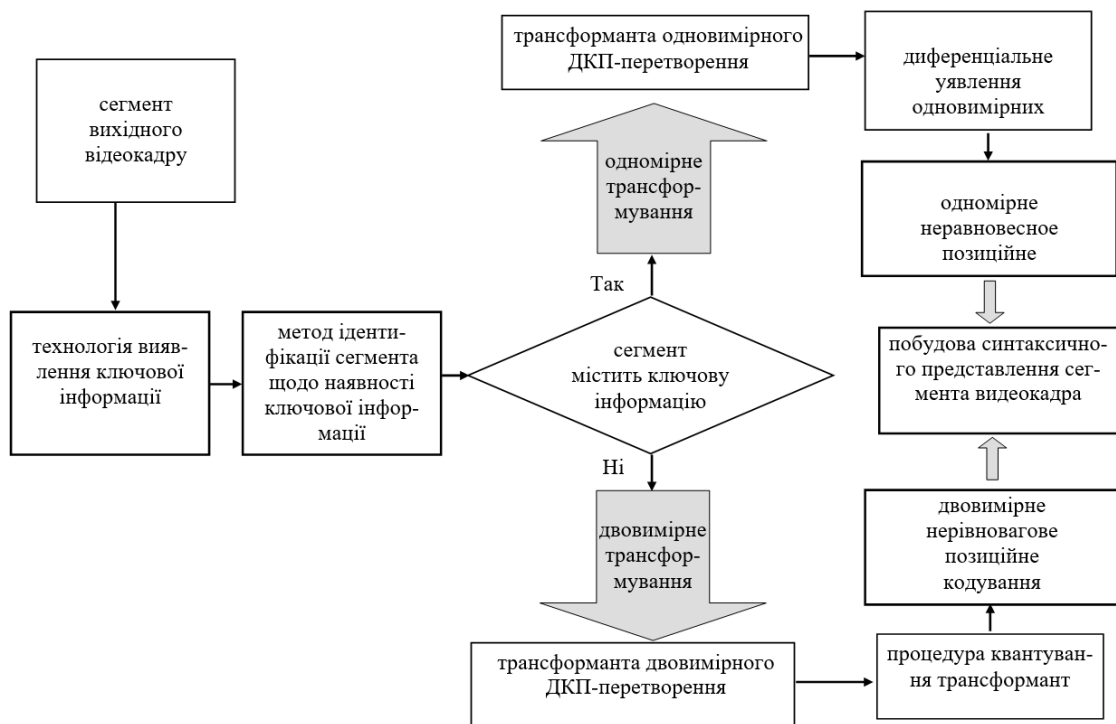 сегмент
вихідного
відеокадру
технологія вияв-
лення ключової
інформації
метод іденти-
фікації сегмента
щодо наявності
ключової інфор-
мації
сегмент
містить ключову
інформацію
Так
одномірне
трансфор-
мування
трансформанта одновимірного
ДКП-перетворення
диференціальне
уявлення
одновимірних
одномірне
неравновесное
позиційне
побудова синтаксично-
го представлення сег-
мента видеокадра
Ні
двовимірне
трансфор-
мування
трансформанта двовимірного
ДКП-перетворення
процедура квантуван-
ня трансформант
двовимірне
нерівновагове
позиційне
кодування